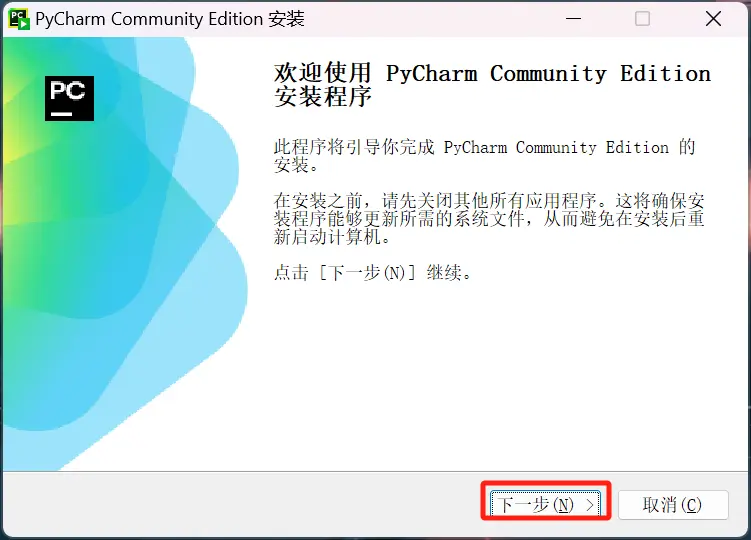 PyCharm Community Edition 安装
PC
欢迎使用 PyCharm Community Edition
安装程序
此程序将引导你完成 PyCharm Community Edition 的
安装。
在安装之前，请先关闭其他所有应用程序。这将确保安
装程序能够更新所需的系统文件，从而避免在安装后重
新启动计算机。
点击 [下一步(N)] 继续。
下一步(N) >
取消(C)